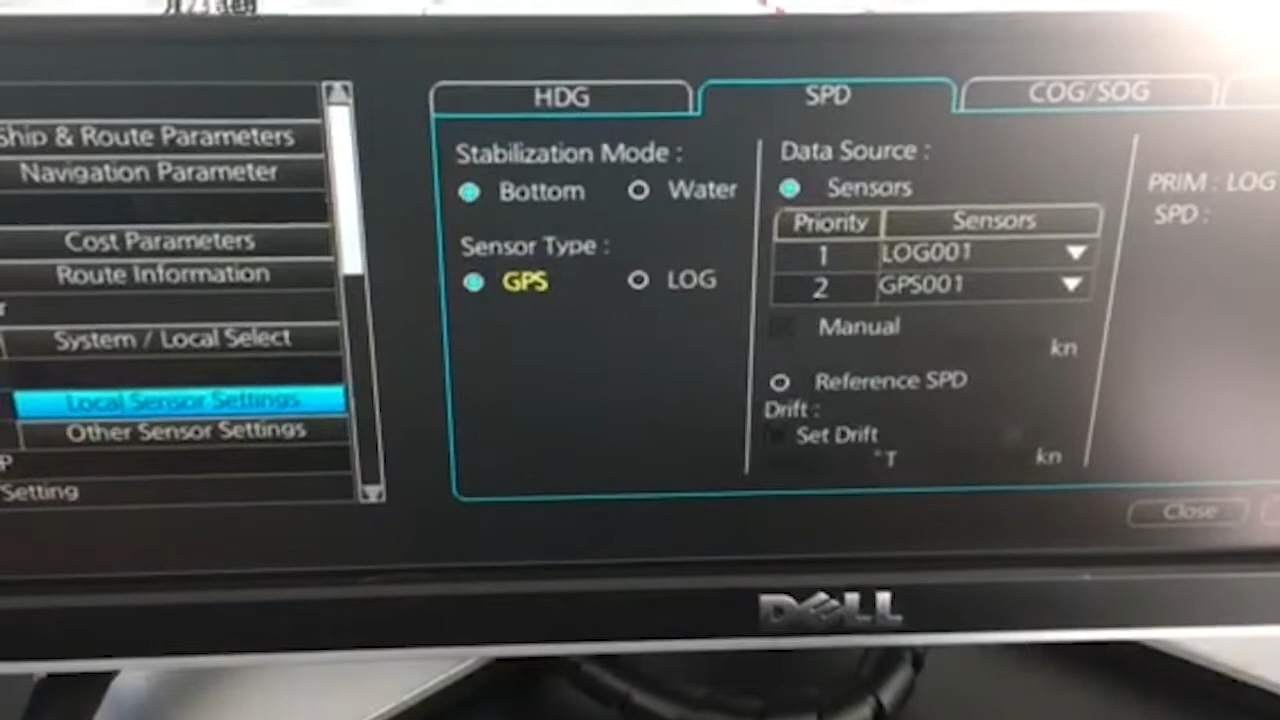 Ship & Route Parameters
Navigation Parameter
Cost Parameters
Route Information
System / Local Select
Local Sensor Settings
Other Sensor Settings
P
Setting
HDG
SPD
COG/SOG
Stabilization Mode :
Bottom Water
Sensor Type :
GPS LOG
Data Source :
Sensors
Priority Sensors
1 LOG001
2 GPS001
Manual
kn
Reference SPD
Drift :
Set Drift
°T kn
PRIM : LOG
SPD :
Close
DELL